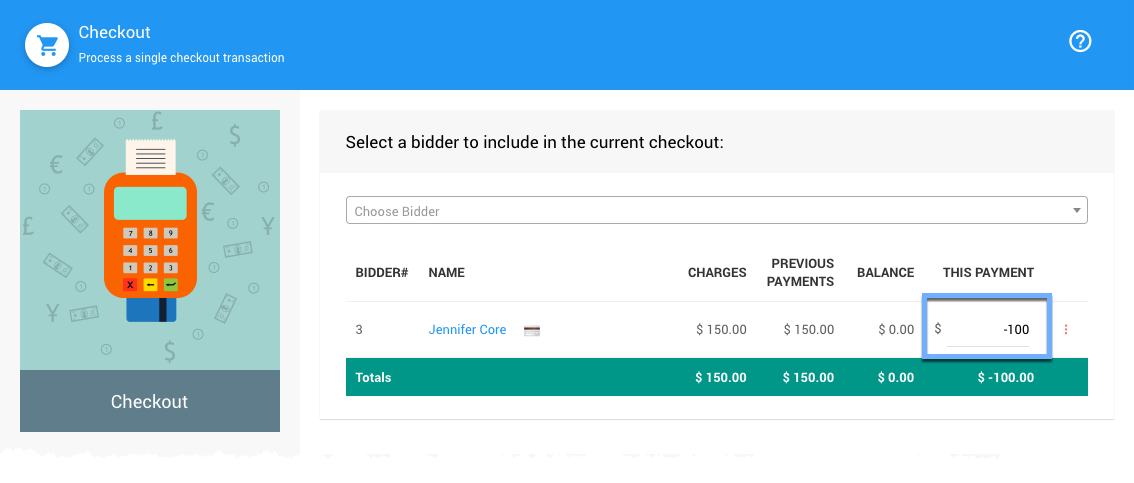 Checkout
Process a single checkout transaction
Select a bidder to include in the current checkout:
Choose Bidder
BIDDER# NAME CHARGES PREVIOUS PAYMENTS BALANCE THIS PAYMENT
3 Jennifer Core $ 150.00 $ 150.00 $ 0.00 $ -100
Totals $ 150.00 $ 150.00 $ 0.00 $ -100.00
7 8 9
4 5 6
1 2 3
X
Checkout